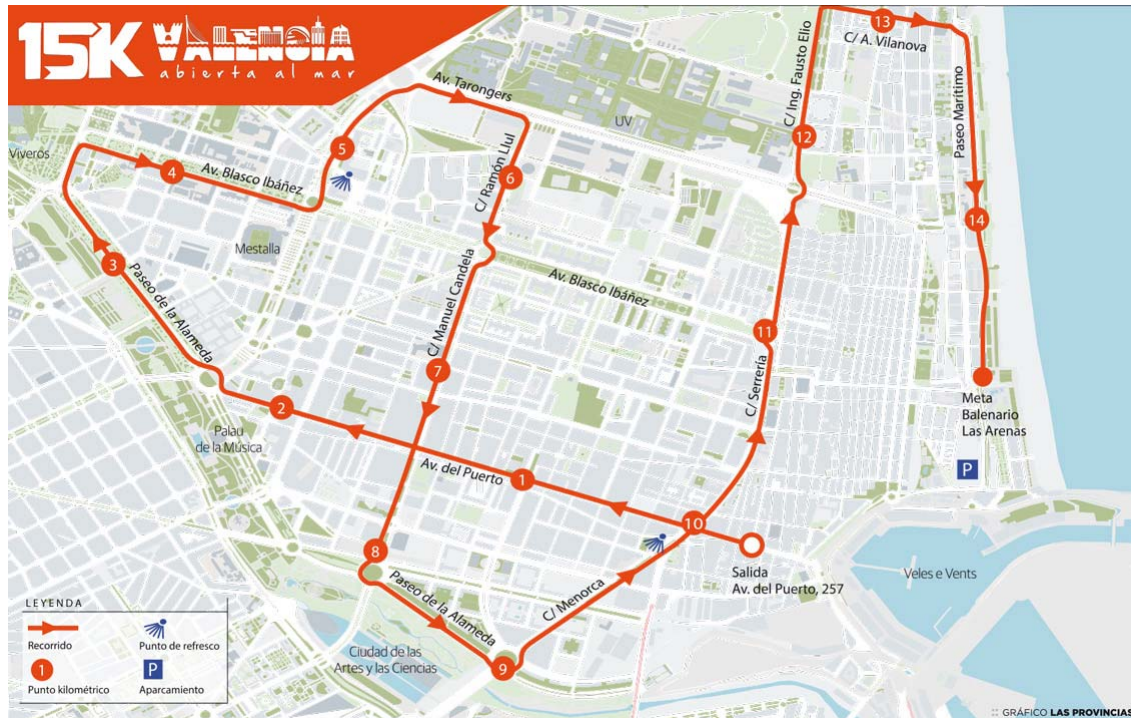 15K VALENCIA
abierta al mar
Viveros
Av. Tarongers
UV
C/ Ing. Fausto Elio
13
C/ A. Vilanova
Paseo Marítimo
12
5
4
Av. Blasco Ibáñez
C/ Ramón Llul
6
14
3
Mestalla
Paseo de la Alameda
C/ Manuel Candela
Av. Blasco Ibáñez
11
7
C/ Serrería
Meta
Balenario
Las Arenas
2
Palau
de la Música
Av. del Puerto
1
P
10
8
Salida
Av. del Puerto, 257
Veles e Vents
Paseo de la Alameda
C/ Menorca
9
Ciudad de las
Artes y las Ciencias
LEYENDA
Recorrido
Punto de refresco
1
Punto kilométrico
P
Aparcamiento
:: GRÁFICO LAS PROVINCIAS